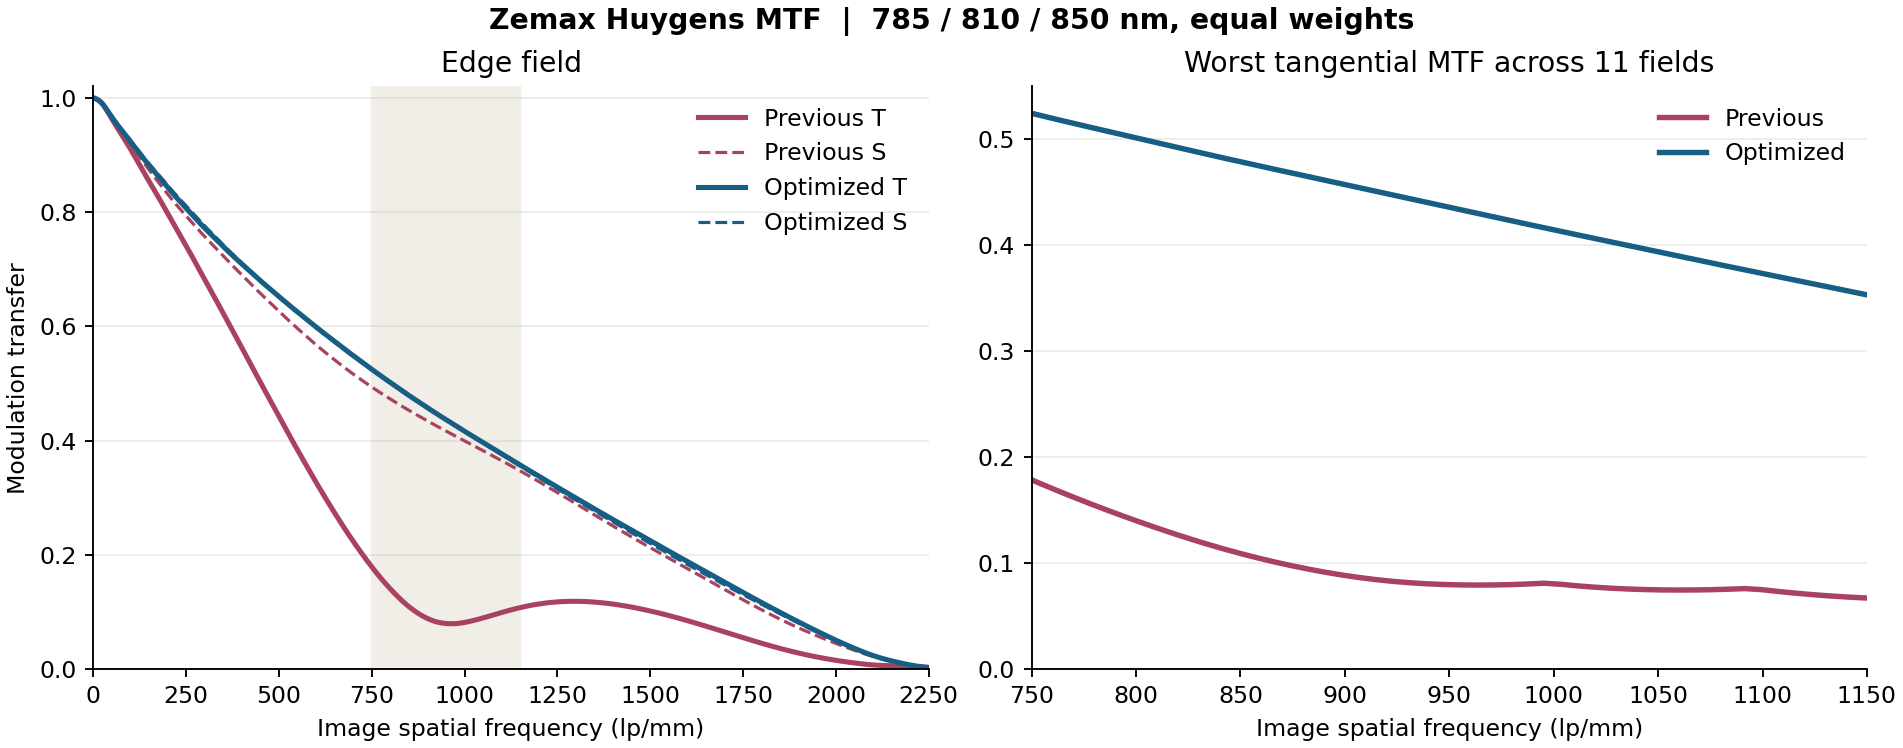 Zemax Huygens MTF | 785 / 810 / 850 nm, equal weights
Edge field
Modulation transfer
1.0
0.8
0.6
0.4
0.2
0.0
Previous T
Previous S
Optimized T
Optimized S
0 250 500 750 1000 1250 1500 1750 2000 2250
Image spatial frequency (lp/mm)
Worst tangential MTF across 11 fields
0.5
0.4
0.3
0.2
0.1
0.0
Previous
Optimized
750 800 850 900 950 1000 1050 1100 1150
Image spatial frequency (lp/mm)